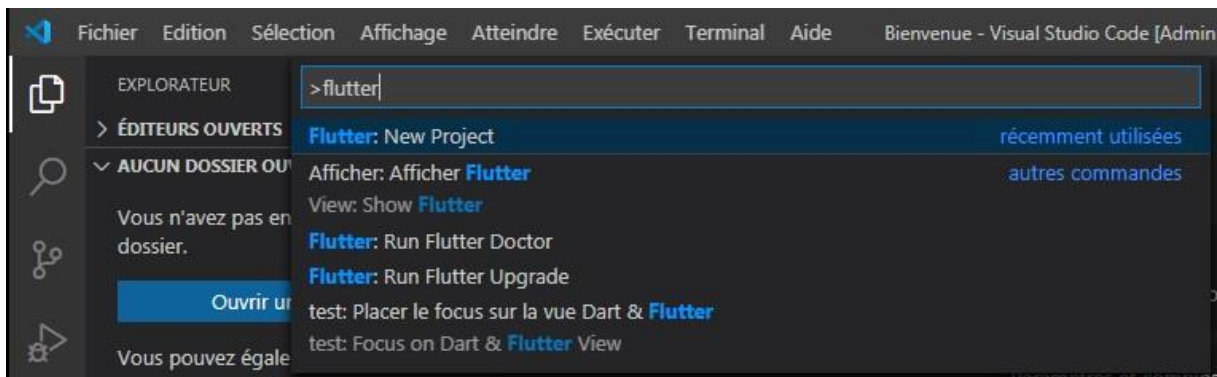 Fichier Edition Sélection Affichage Atteindre Exécuter Terminal Aide Bienvenue - Visual Studio Code [Admin
EXPLORATEUR
>flutter
ÉDITEURS OUVERTS
Flutter: New Project récemment utilisées
AUCUN DOSSIER OU
Afficher: Afficher Flutter autres commandes
View: Show Flutter
Vous n'avez pas en
dossier.
Flutter: Run Flutter Doctor
Flutter: Run Flutter Upgrade
Ouvrir un
test: Placer le focus sur la vue Dart & Flutter
test: Focus on Dart & Flutter View
Vous pouvez égale